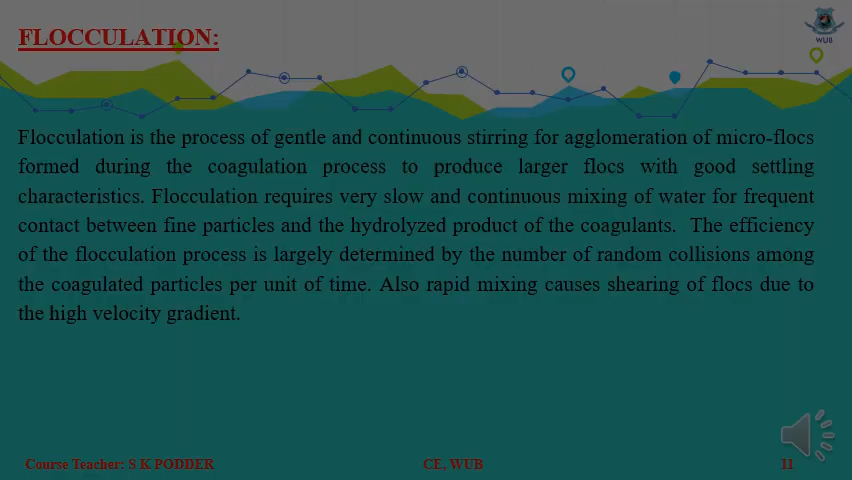 FLOCCULATION:
WUB
Flocculation is the process of gentle and continuous stirring for agglomeration of micro-flocs
formed during the coagulation process to produce larger flocs with good settling
characteristics. Flocculation requires very slow and continuous mixing of water for frequent
contact between fine particles and the hydrolyzed product of the coagulants. The efficiency
of the flocculation process is largely determined by the number of random collisions among
the coagulated particles per unit of time. Also rapid mixing causes shearing of flocs due to
the high velocity gradient.
Course Teacher: S K PODDER CE, WUB 11